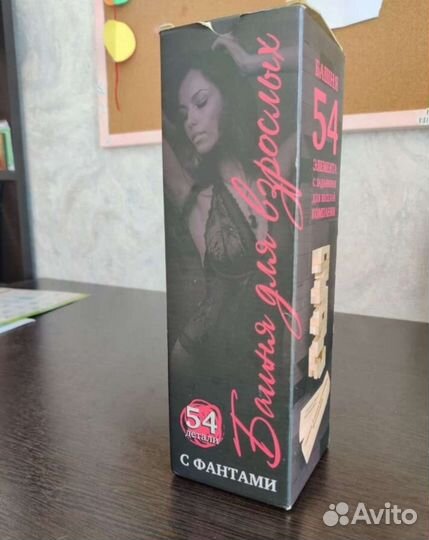 Башня для взрослых
54
детали
С ФАНТАМИ
БАШНЯ
54
ЭЛЕМЕНТА
С ЗАДАНИЯМИ
ДЛЯ ВЕСЕЛОЙ
КОМПАНИИ
Avito